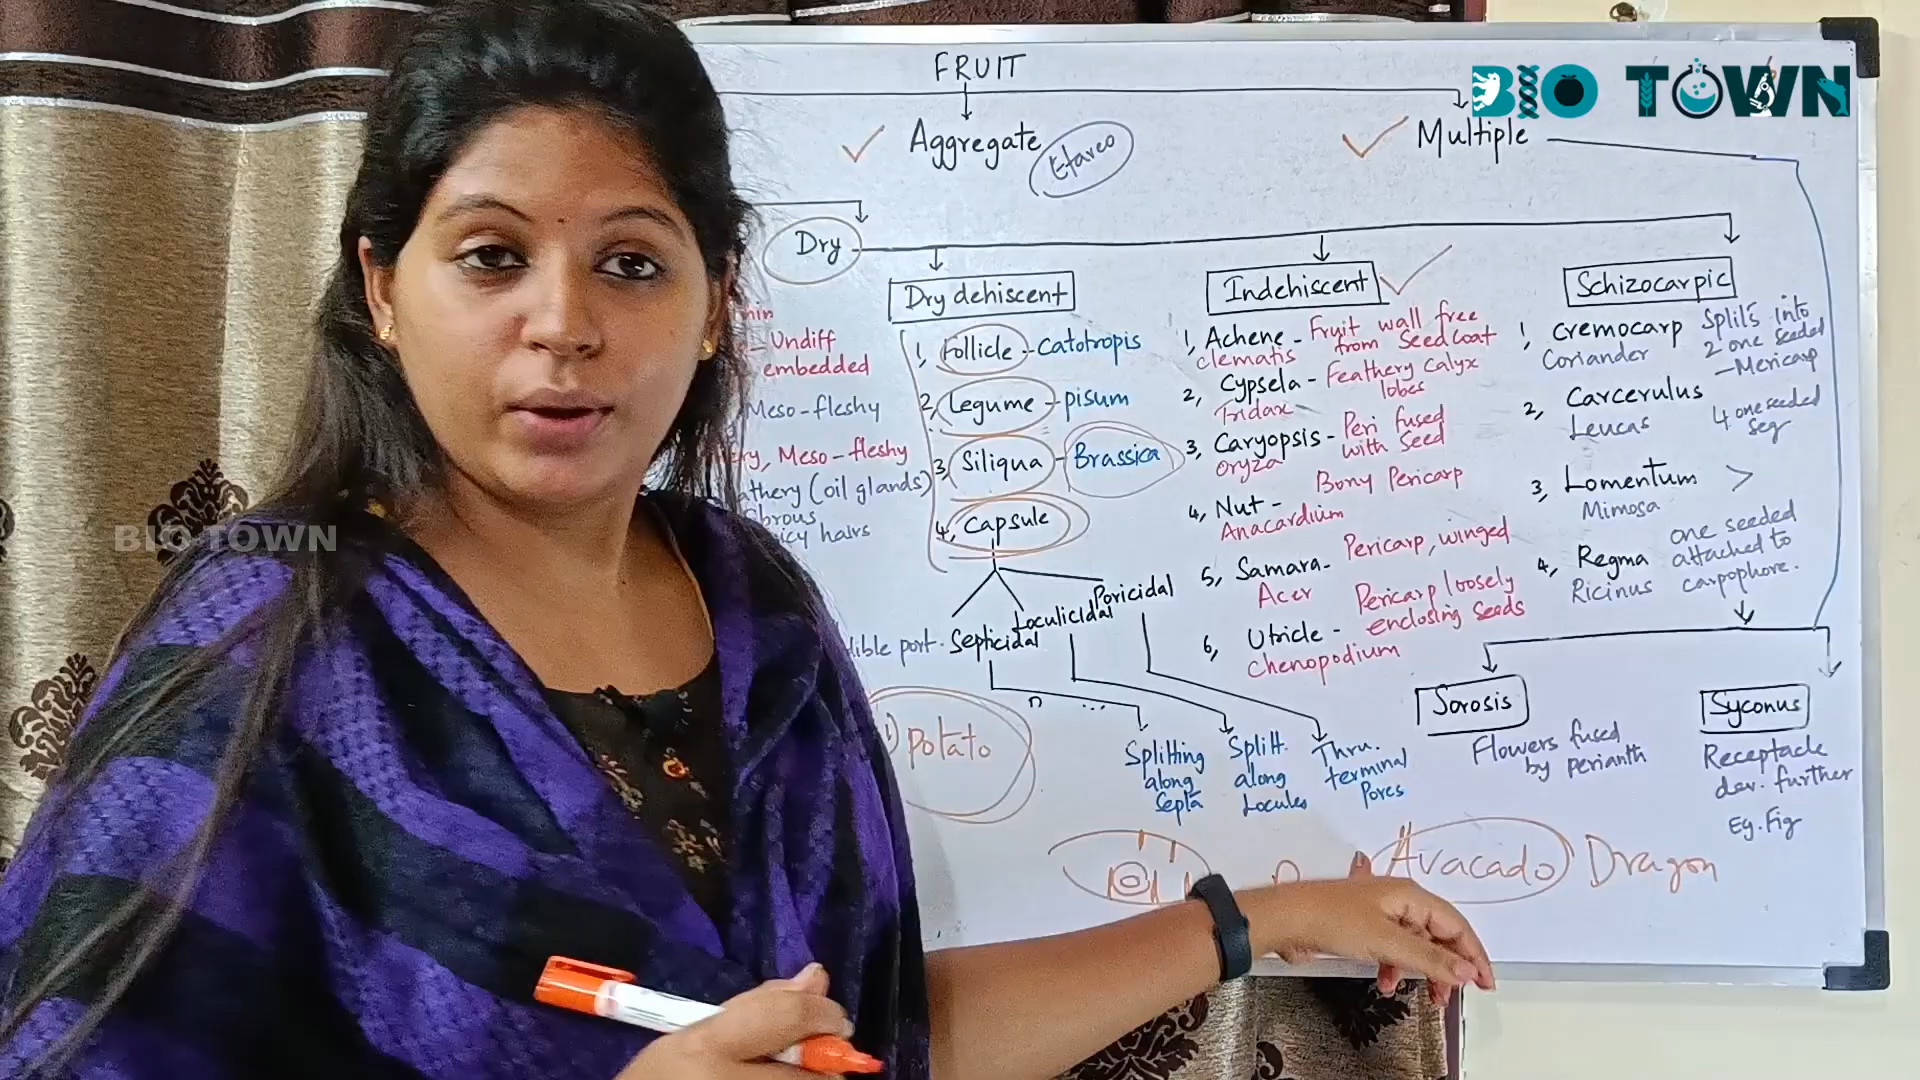 FRUIT
BIO TOWN
Aggregate
Etareo
Multiple
Dry
Dry dehiscent
Indehiscent
Schizocarpic
Undiff
embedded
Meso-fleshy
Meso-fleshy
(oil glands)
hairs
1, follicle - Catotropis
2, Legume - pisum
3, Siliqua - Brassica
4, Capsule
Poricidal
Loculicidal
Septicidal
port.
Splitting
along
Septa
Splitt.
along
Locules
Thru.
terminal
Pores
1) Potato
1, Achene - Fruit wall free
from Seed Coat
clematis
2, Cypsela - Feathery Calyx
lobes
Tridax
3, Caryopsis - Peri fused
with Seed
oryza
4, Nut - Bony Pericarp
Anacardium
5, Samara - Pericarp, winged
Acer
6, Utricle - Pericarp loosely
enclosing Seeds
chenopodium
1, cremocarp Splits into
2 one seeded
- Mericarp
Coriander
2, Carcerulus 4 one seeded
seg
Leucas
3, Lomentum >
Mimosa
4, Regma one seeded
attached to
carpophore.
Ricinus
Sorosis
Flowers fused
by perianth
Syconus
Receptacle
dev. further
Eg. Fig
Avacado Dragon
BIO TOWN